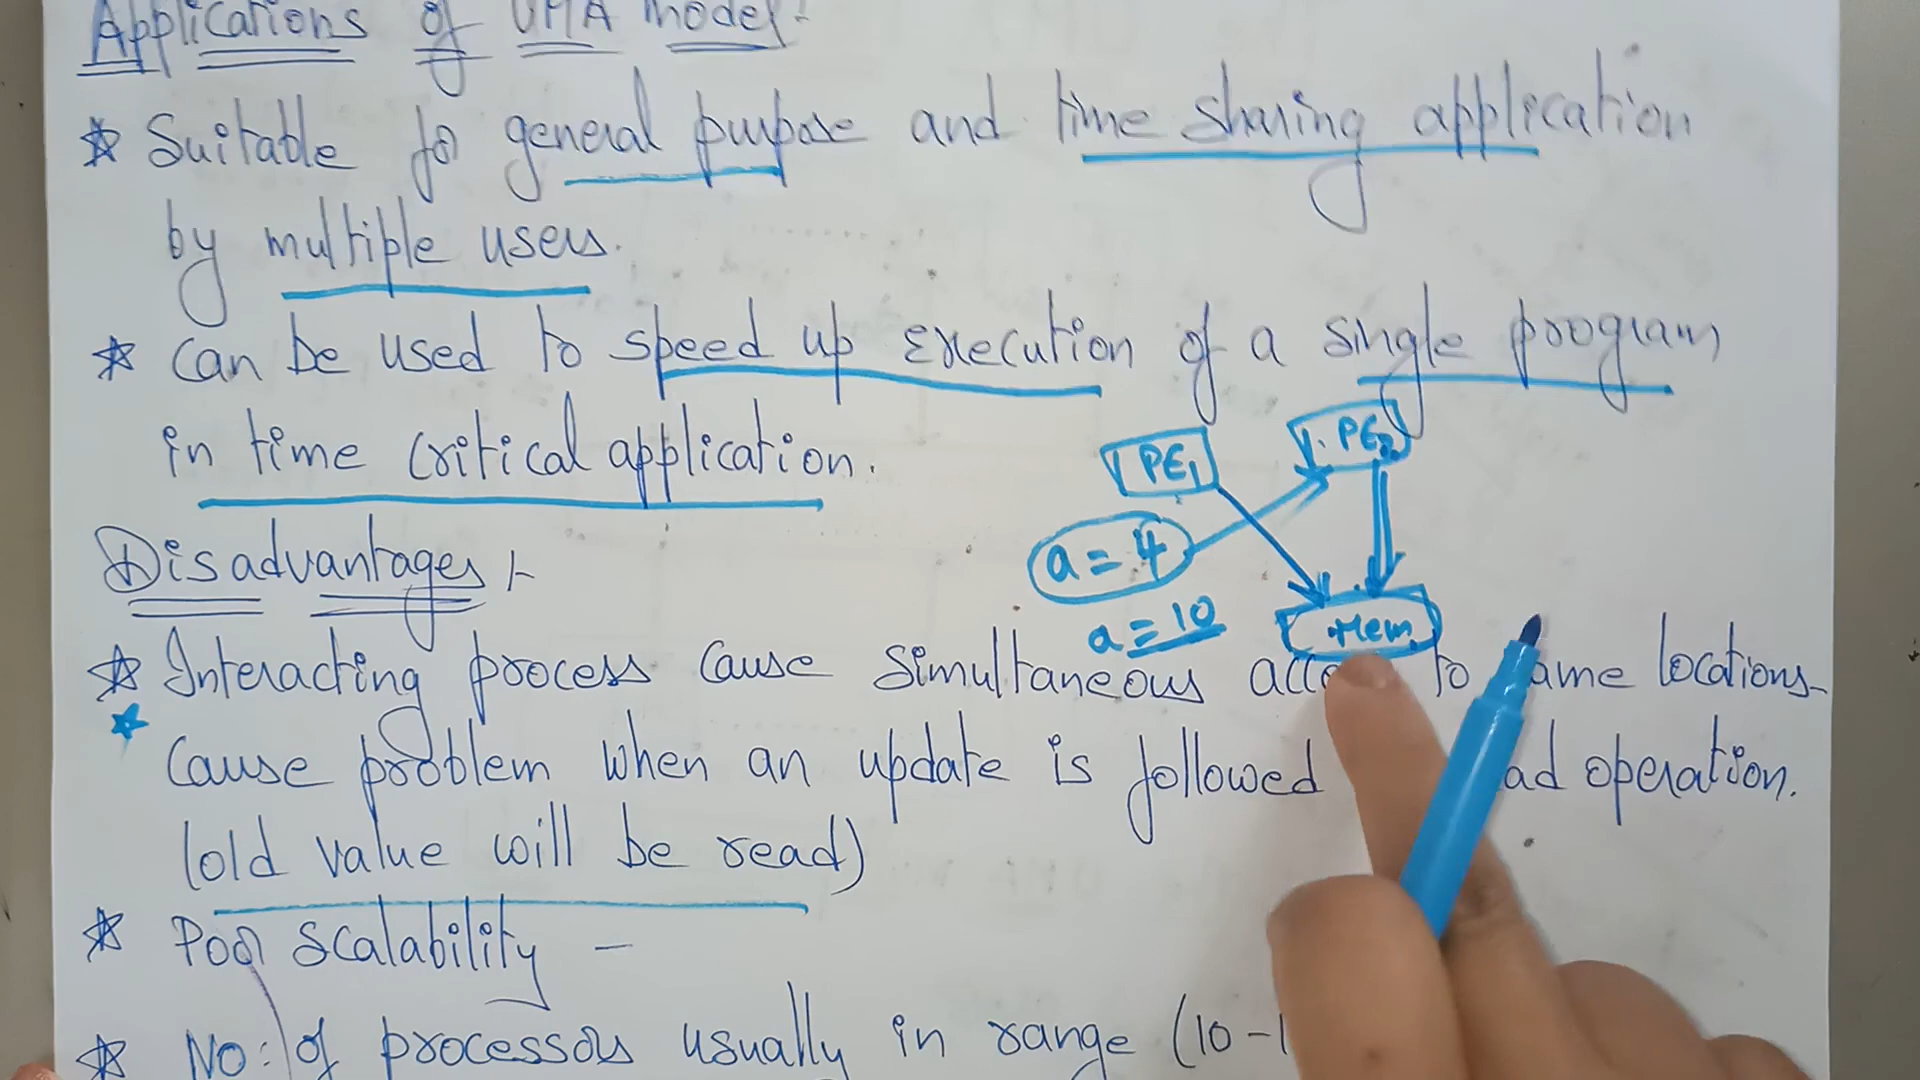 Applications of UMA model:
* Suitable for general purpose and time sharing application
by multiple users.
* Can be used to speed up execution of a single program
in time critical application.
PE1
PE2
a = 4
a = 10
Mem
Disadvantages :-
* Interacting process cause simultaneous acce to same locations-
* Cause problem when an update is followed ad operation.
(old value will be read)
* Poor scalability -
* No: of processors usually in range (10-1